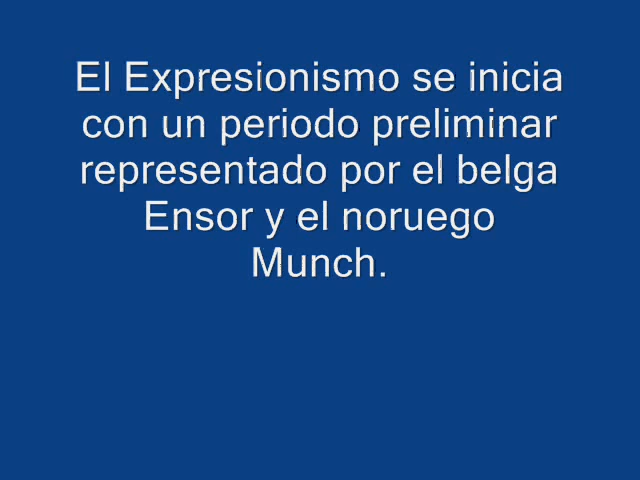 El Expresionismo se inicia
con un periodo preliminar
representado por el belga
Ensor y el noruego
Munch.